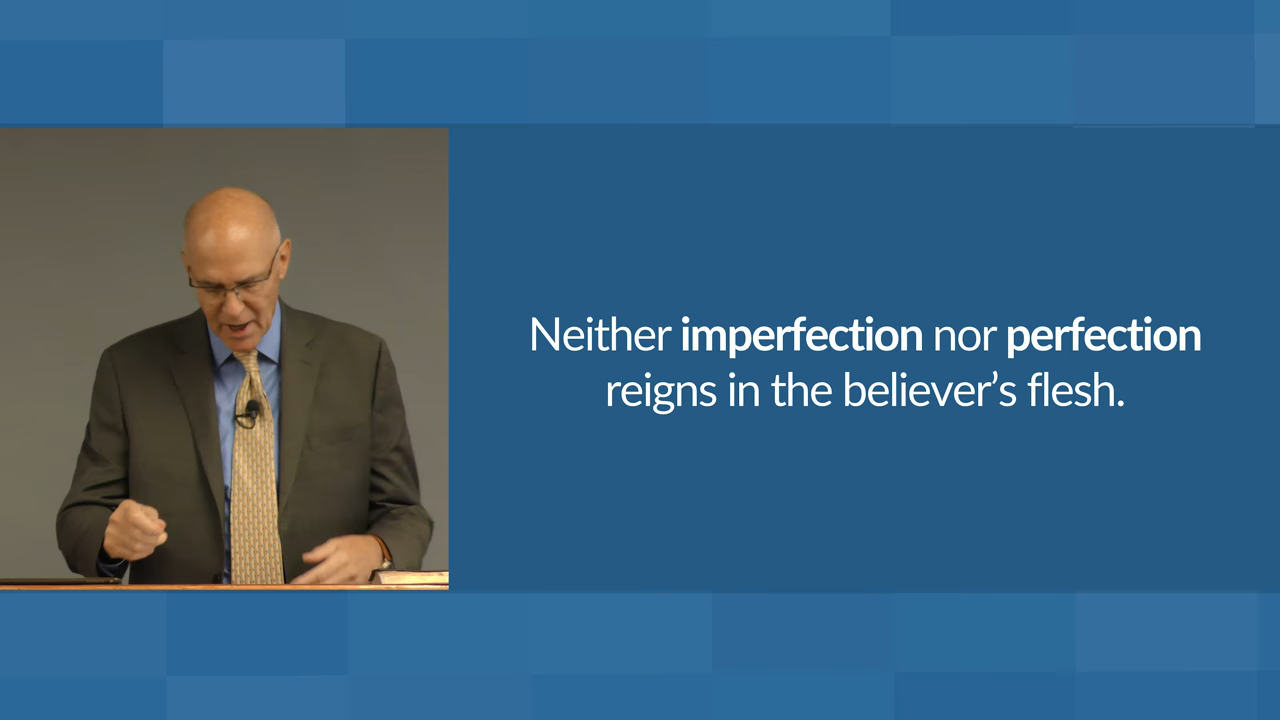 Neither imperfection nor perfection
reigns in the believer’s flesh.